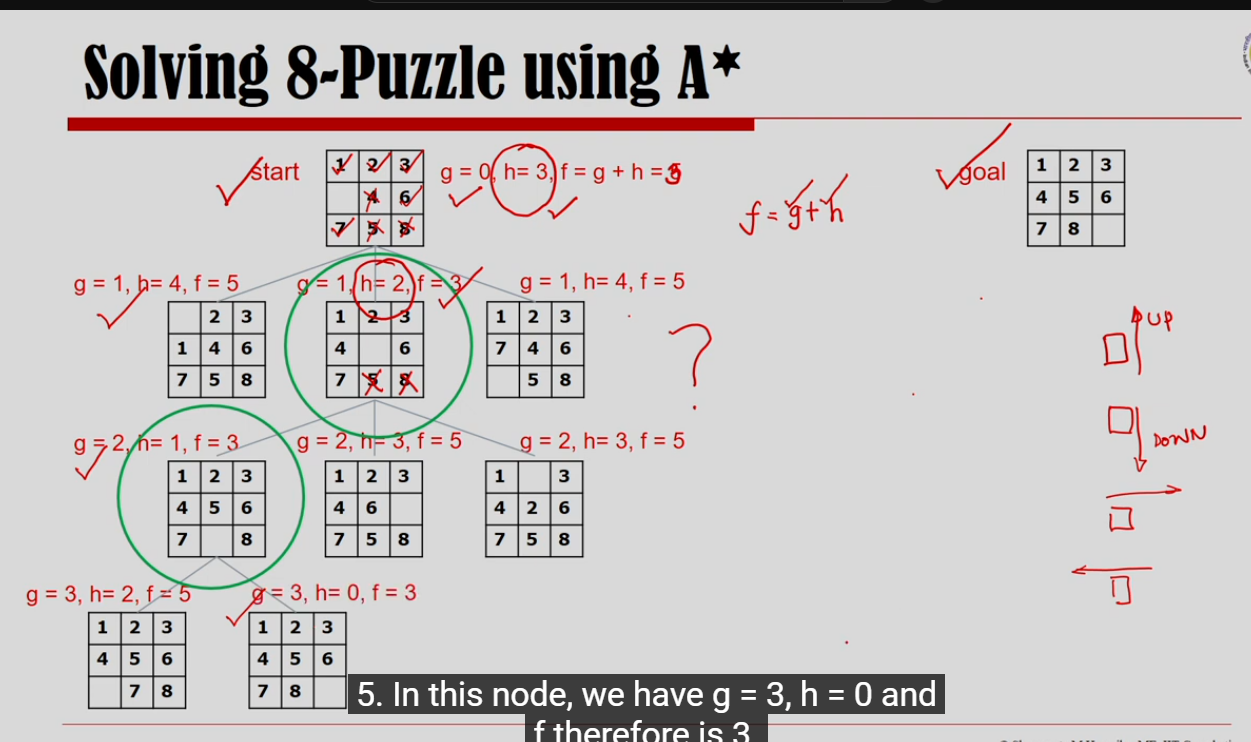 Solving 8-Puzzle using A*
start
1 2 3
4 6
7 5 8
g = 0, h= 3, f = g + h = 3
f = g + h
goal
1 2 3
4 5 6
7 8
g = 1, h= 4, f = 5
2 3
1 4 6
7 5 8
g = 1, h= 2, f = 3
1 2 3
4 6
7 5 8
g = 1, h= 4, f = 5
1 2 3
7 4 6
5 8
?
UP
DOWN
g = 2, h= 1, f = 3
1 2 3
4 5 6
7 8
g = 2, h= 3, f = 5
1 2 3
4 6
7 5 8
g = 2, h= 3, f = 5
1 3
4 2 6
7 5 8
g = 3, h= 2, f = 5
1 2 3
4 5 6
7 8
g = 3, h= 0, f = 3
1 2 3
4 5 6
7 8
5. In this node, we have g = 3, h = 0 and
f therefore is 3